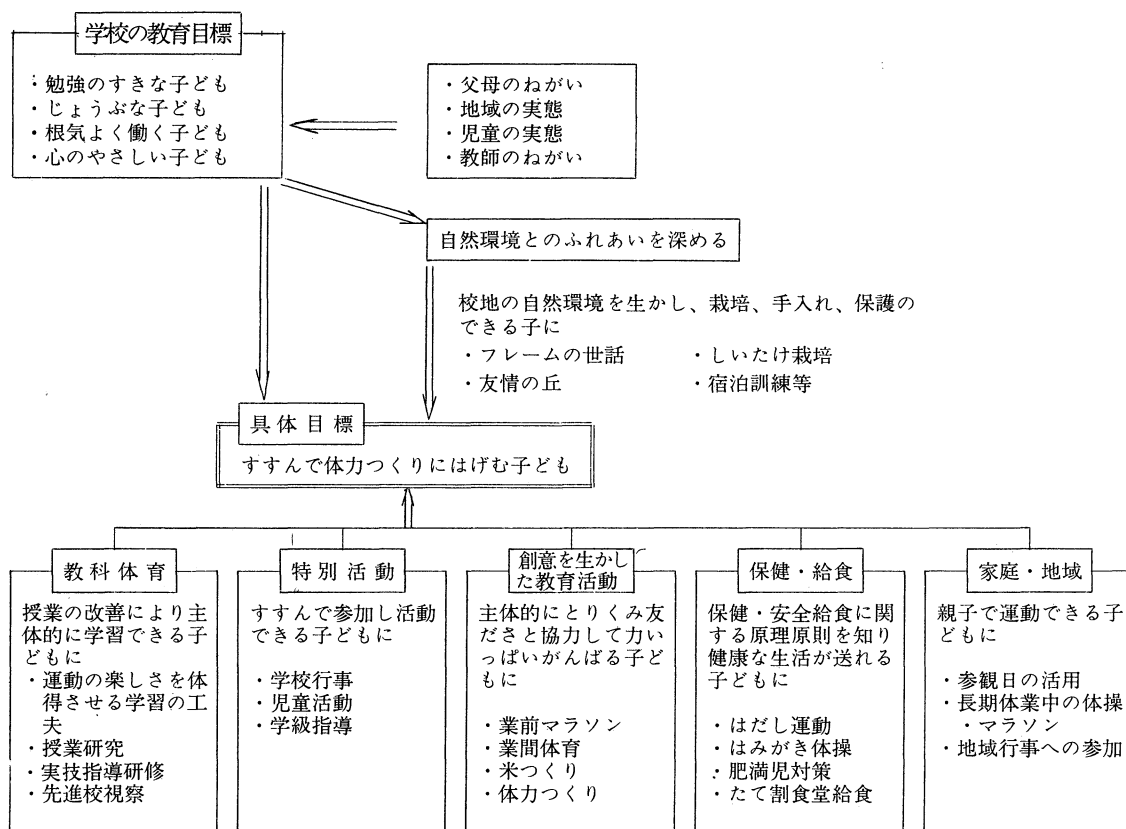 学校の教育目標
・勉強のすきな子ども
・じょうぶな子ども
・根気よく働く子ども
・心のやさしい子ども
・父母のねがい
・地域の実態
・児童の実態
・教師のねがい
自然環境とのふれあいを深める
校地の自然環境を生かし、栽培、手入れ、保護の
できる子に
・フレームの世話 ・しいたけ栽培
・友情の丘 ・宿泊訓練等
具体目標
すすんで体力つくりにはげむ子ども
教科体育
授業の改善により主
体的に学習できる子
どもに
・運動の楽しさを体
得させる学習の工
夫
・授業研究
・実技指導研修
・先進校視察
特別活動
すすんで参加し活動
できる子どもに
・学校行事
・児童活動
・学級指導
創意を生かし
た教育活動
主体的にとりくみ友
ださと協力して力い
っぱいがんばる子ど
もに
・業前マラソン
・業間体育
・米つくり
・体力つくり
保健・給食
保健・安全給食に関
する原理原則を知り
健康な生活が送れる
子どもに
・はだし運動
・はみがき体操
・肥満児対策
・たて割食堂給食
家庭・地域
親子で運動できる子
どもに
・参観日の活用
・長期体業中の体操
・マラソン
・地域行事への参加